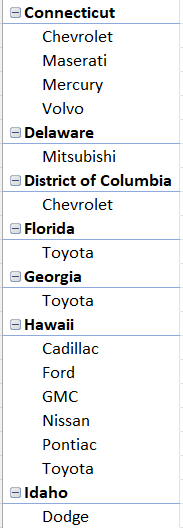 Connecticut
Chevrolet
Maserati
Mercury
Volvo
Delaware
Mitsubishi
District of Columbia
Chevrolet
Florida
Toyota
Georgia
Toyota
Hawaii
Cadillac
Ford
GMC
Nissan
Pontiac
Toyota
Idaho
Dodge